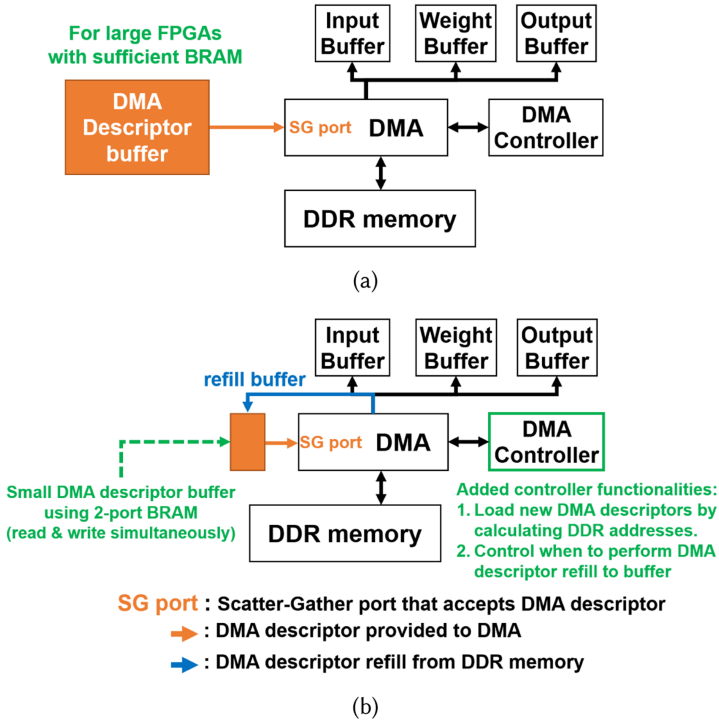 For large FPGAs
with sufficient BRAM
Input
Buffer
Weight
Buffer
Output
Buffer
DMA
Descriptor
buffer
SG port
DMA
DMA
Controller
DDR memory
(a)
Input
Buffer
Weight
Buffer
Output
Buffer
refill buffer
SG port
DMA
DMA
Controller
Small DMA descriptor buffer
using 2-port BRAM
(read & write simultaneously)
DDR memory
Added controller functionalities:
1. Load new DMA descriptors by
calculating DDR addresses.
2. Control when to perform DMA
descriptor refill to buffer
SG port : Scatter-Gather port that accepts DMA descriptor
: DMA descriptor provided to DMA
: DMA descriptor refill from DDR memory
(b)